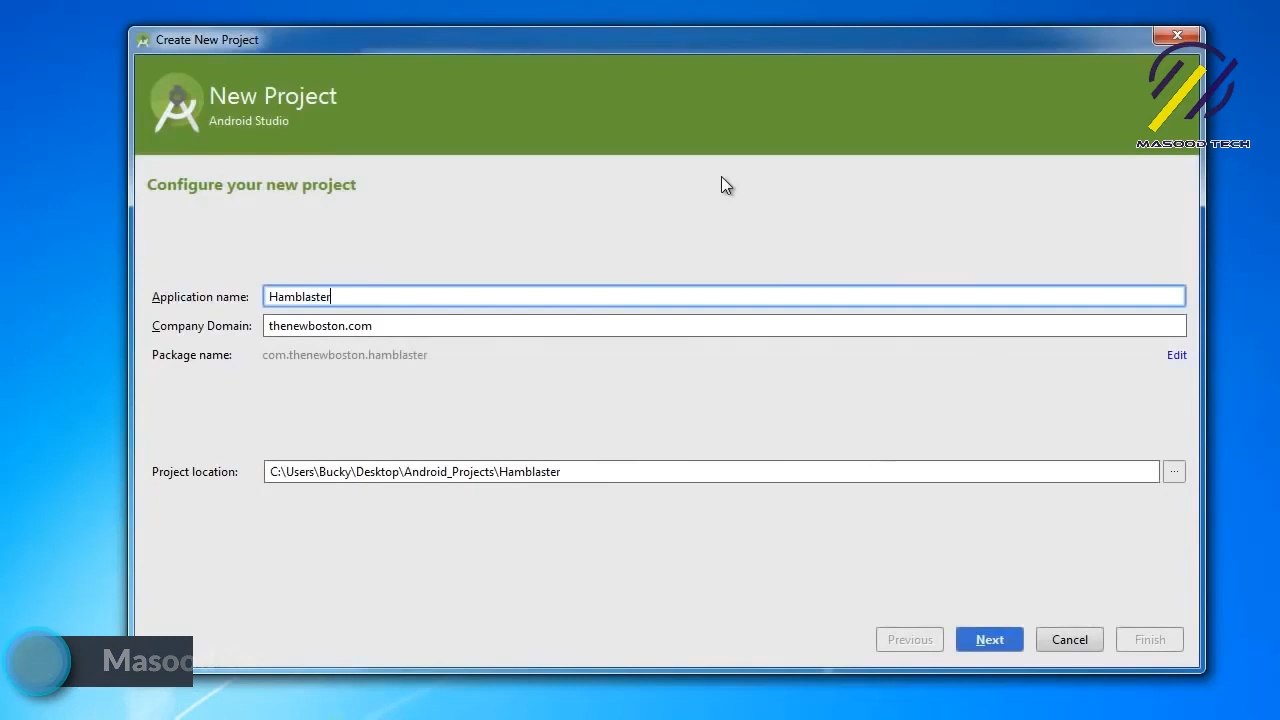 Create New Project
New Project
Android Studio
MASOOD TECH
Configure your new project
Application name: Hamblaster
Company Domain: thenewboston.com
Package name: com.thenewboston.hamblaster Edit
Project location: C:\Users\Bucky\Desktop\Android_Projects\Hamblaster ...
Previous Next Cancel Finish
Masood